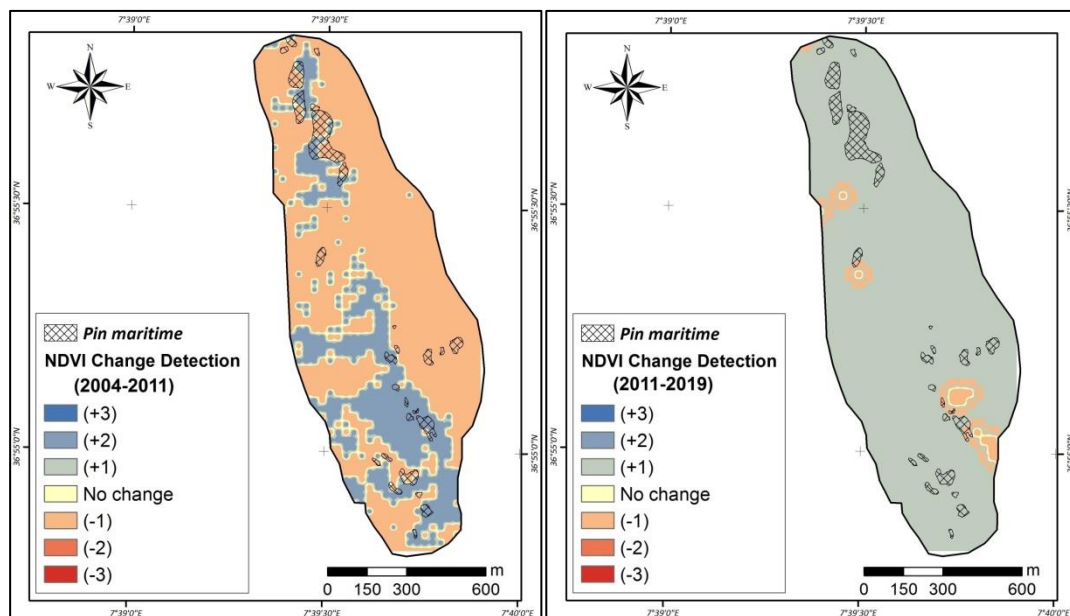 7°39'0"E 7°39'30"E
N
W E
S
36°55'30"N 36°55'30"N
36°55'0"N 36°55'0"N
Pin maritime
NDVI Change Detection
(2004-2011)
(+3)
(+2)
(+1)
No change
(-1)
(-2)
(-3)
m
0 150 300 600
7°39'0"E 7°39'30"E 7°40'0"E
7°39'0"E 7°39'30"E
N
W E
S
36°55'0"N
Pin maritime
NDVI Change Detection
(2011-2019)
(+3)
(+2)
(+1)
No change
(-1)
(-2)
(-3)
m
0 150 300 600
7°39'0"E 7°39'30"E 7°40'0"E